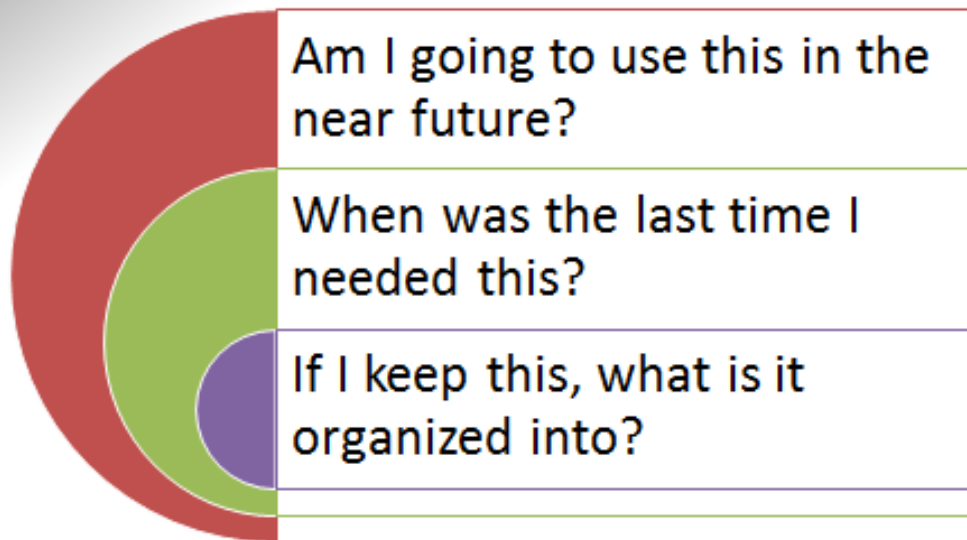 Am I going to use this in the
near future?
When was the last time I
needed this?
If I keep this, what is it
organized into?